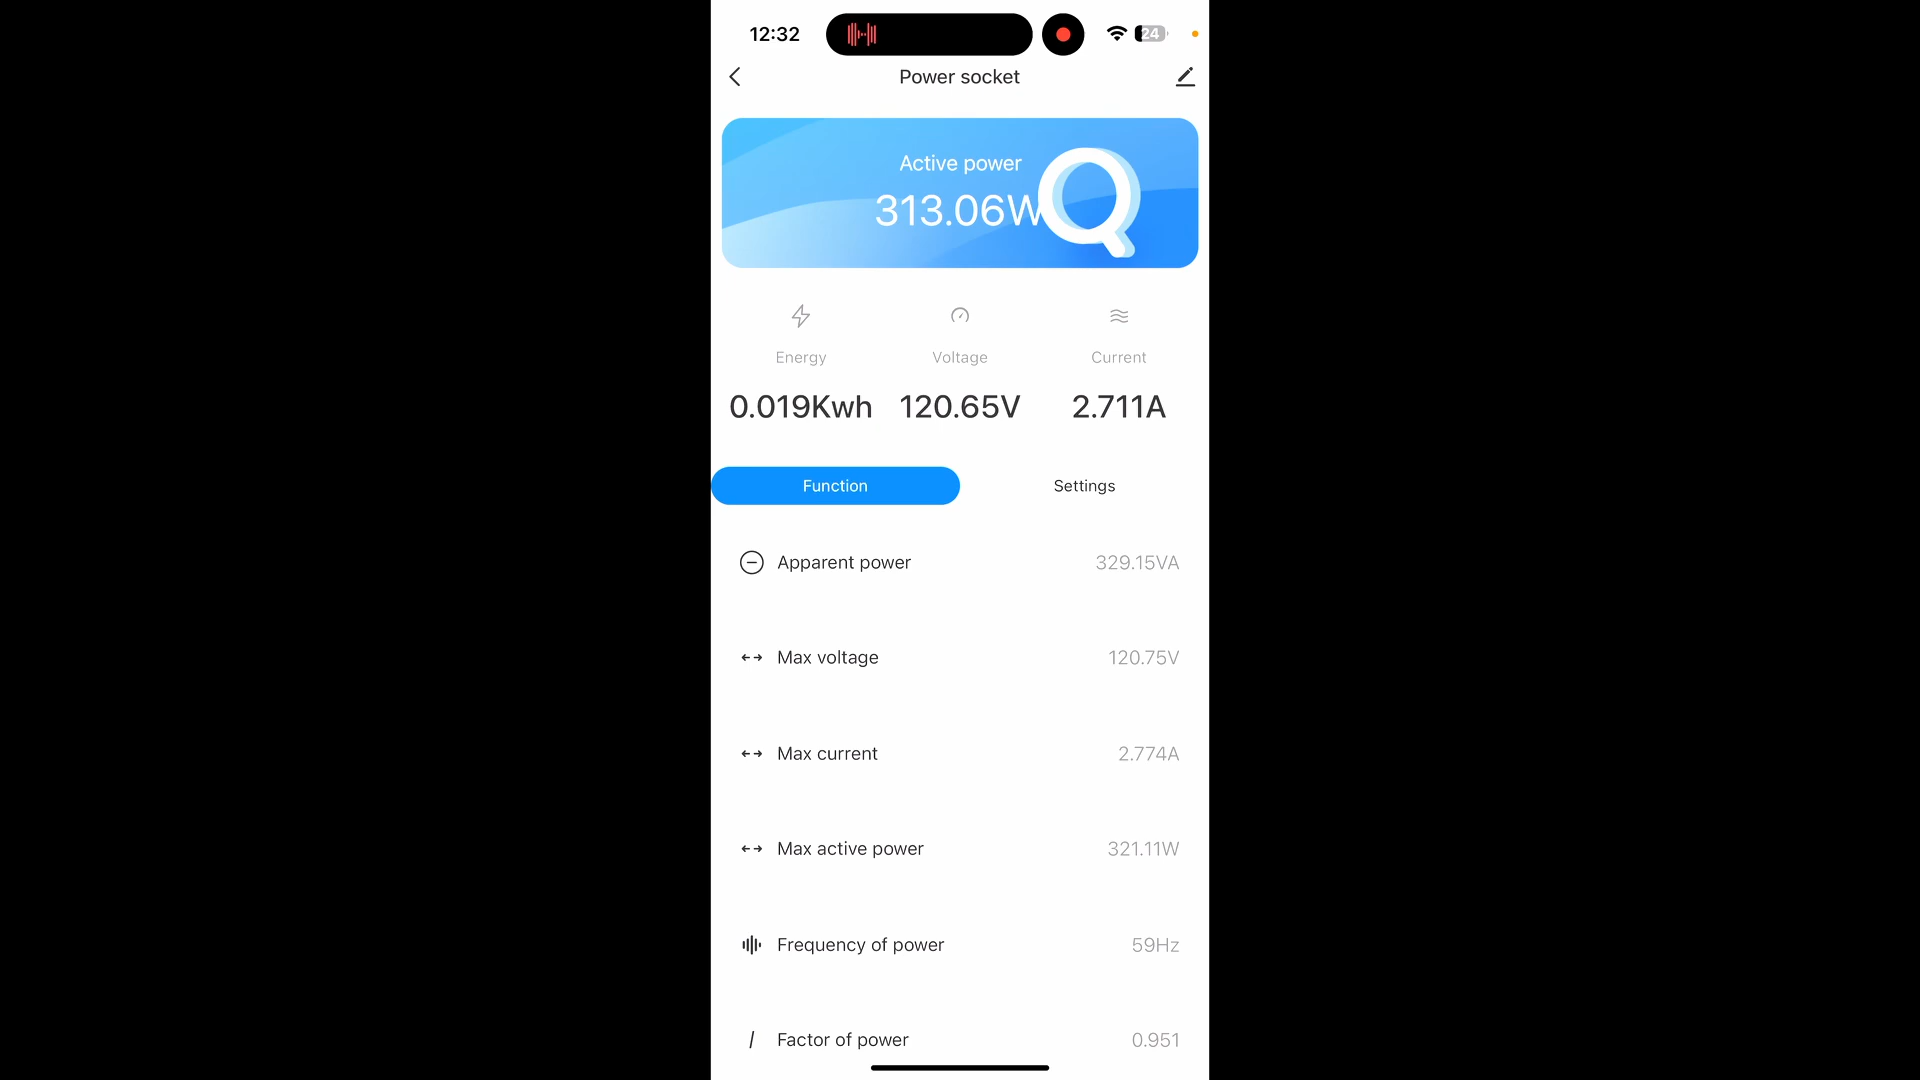 12:32
24
Power socket
Active power
313.06W
Q
Energy Voltage Current
0.019Kwh 120.65V 2.711A
Function Settings
Apparent power 329.15VA
Max voltage 120.75V
Max current 2.774A
Max active power 321.11W
Frequency of power 59Hz
Factor of power 0.951